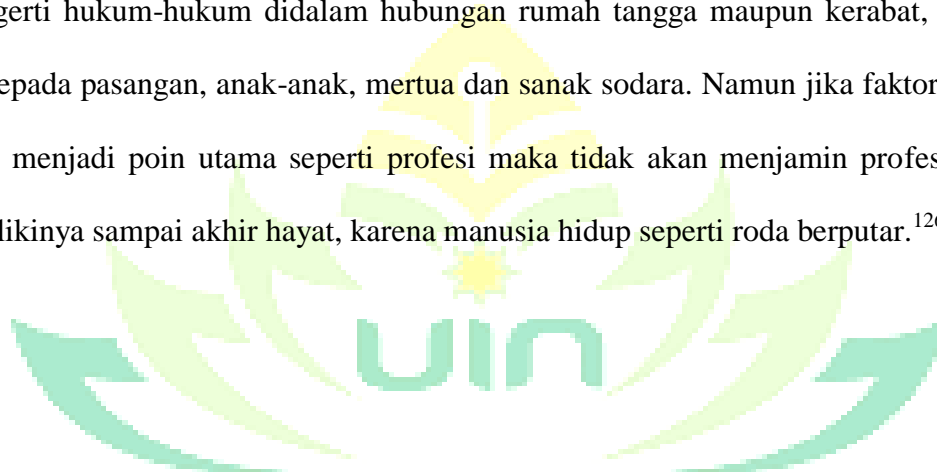 gerti hukum-hukum didalam hubungan rumah tangga maupun kerabat,
epada pasangan, anak-anak, mertua dan sanak sodara. Namun jika faktor
menjadi poin utama seperti profesi maka tidak akan menjamin profes
likinya sampai akhir hayat, karena manusia hidup seperti roda berputar.126
uin